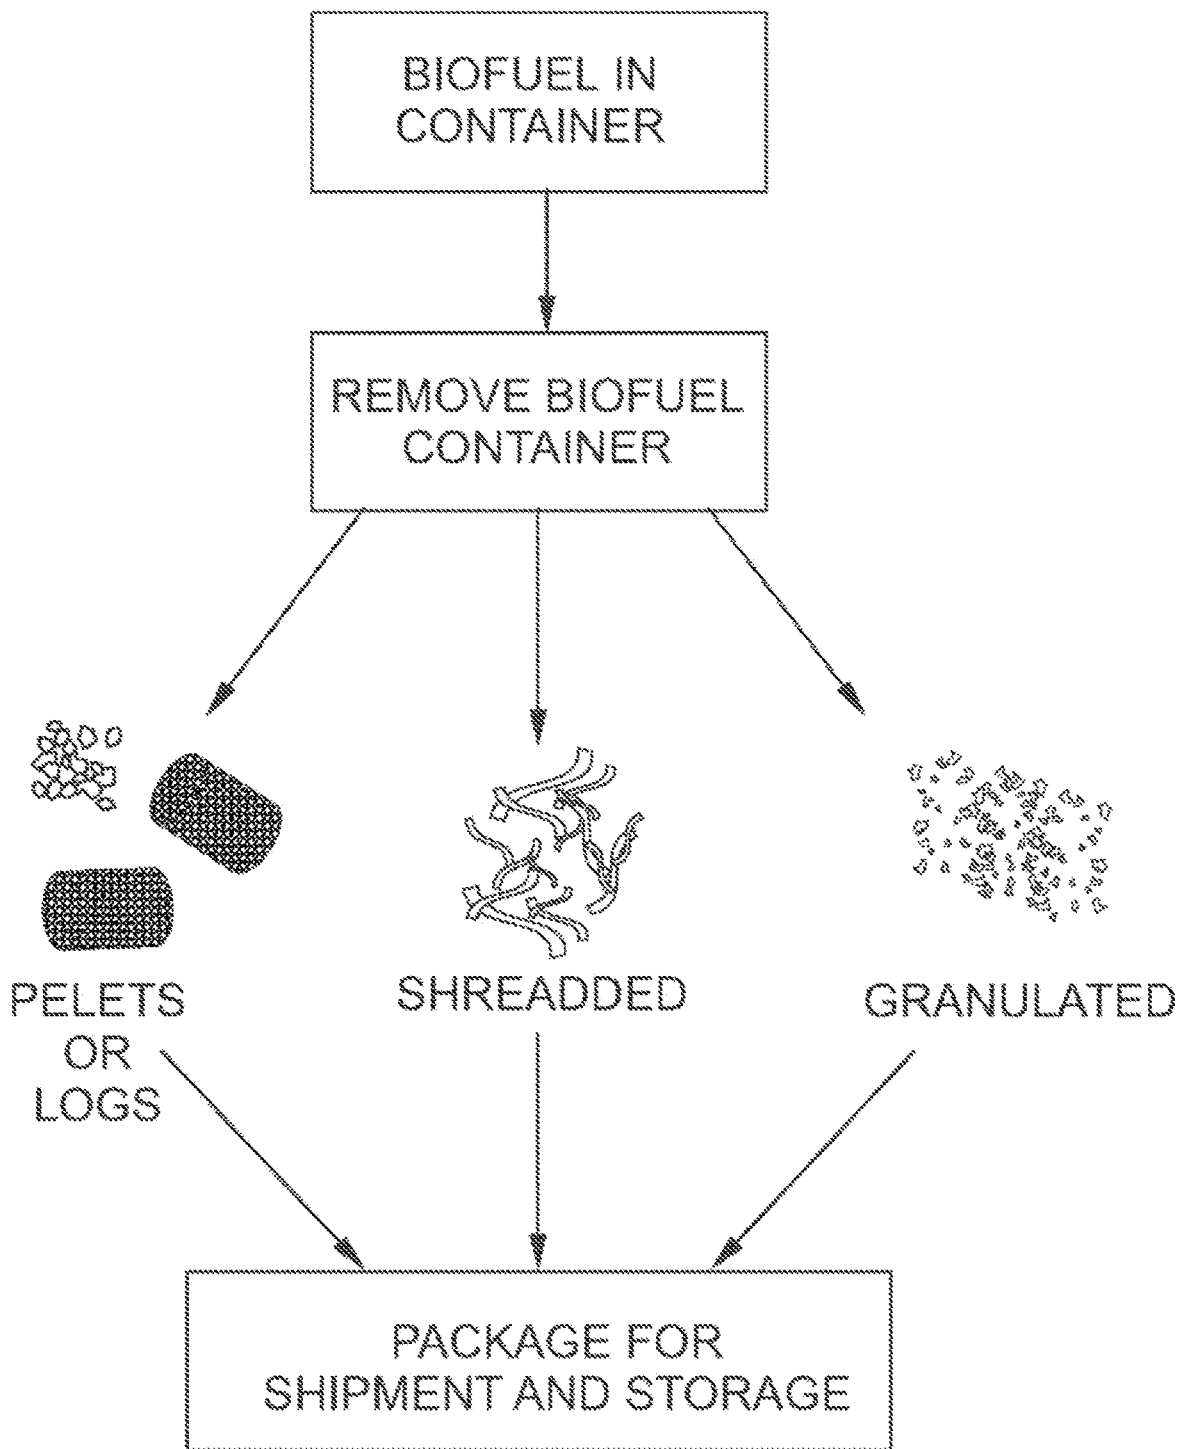 BIOFUEL IN
CONTAINER
REMOVE BIOFUEL
CONTAINER
PELETS
OR
LOGS
SHREADDED
GRANULATED
PACKAGE FOR
SHIPMENT AND STORAGE